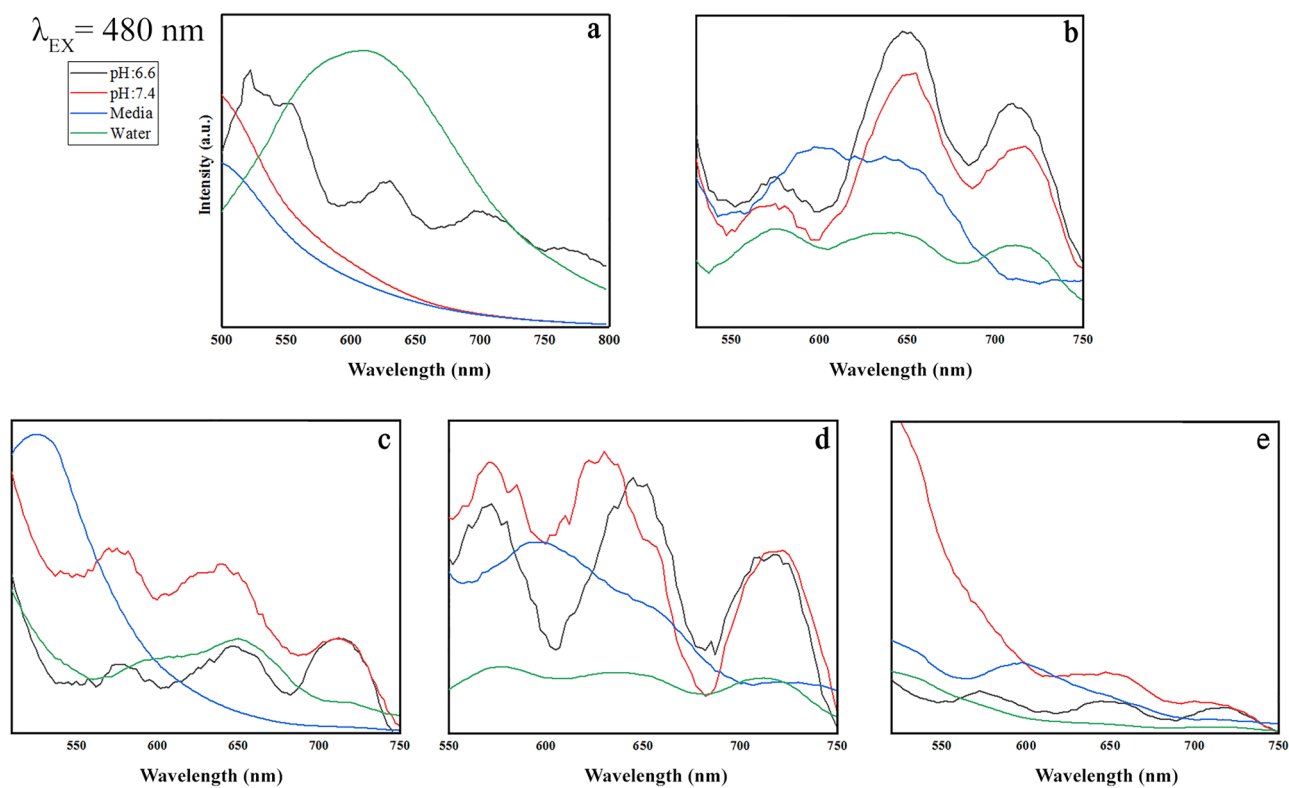 λEX= 480 nm
pH:6.6
pH:7.4
Media
Water
a
Intensity (a.u.)
500 550 600 650 700 750 800
Wavelength (nm)
b
550 600 650 700 750
Wavelength (nm)
c
550 600 650 700 750
Wavelength (nm)
d
550 600 650 700 750
Wavelength (nm)
e
550 600 650 700 750
Wavelength (nm)